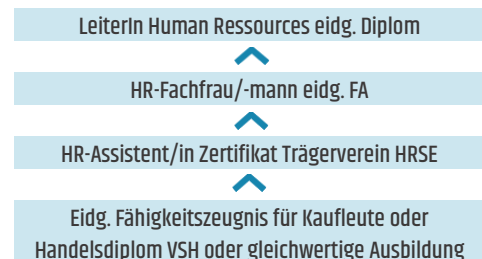 LeiterIn Human Ressources eidg. Diplom
HR-Fachfrau/-mann eidg. FA
HR-Assistent/in Zertifikat Trägerverein HRSE
Eidg. Fähigkeitszeugnis für Kaufleute oder
Handelsdiplom VSH oder gleichwertige Ausbildung